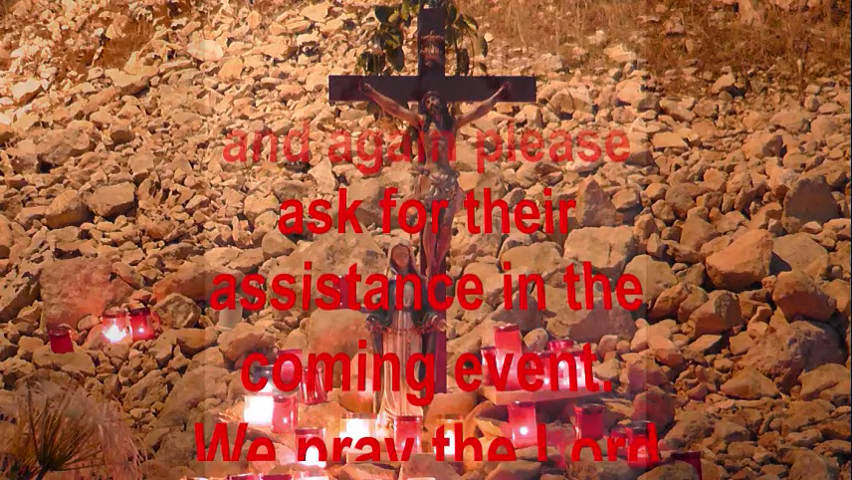 and again please
ask for their
assistance in the
coming event.
We pray the Lord